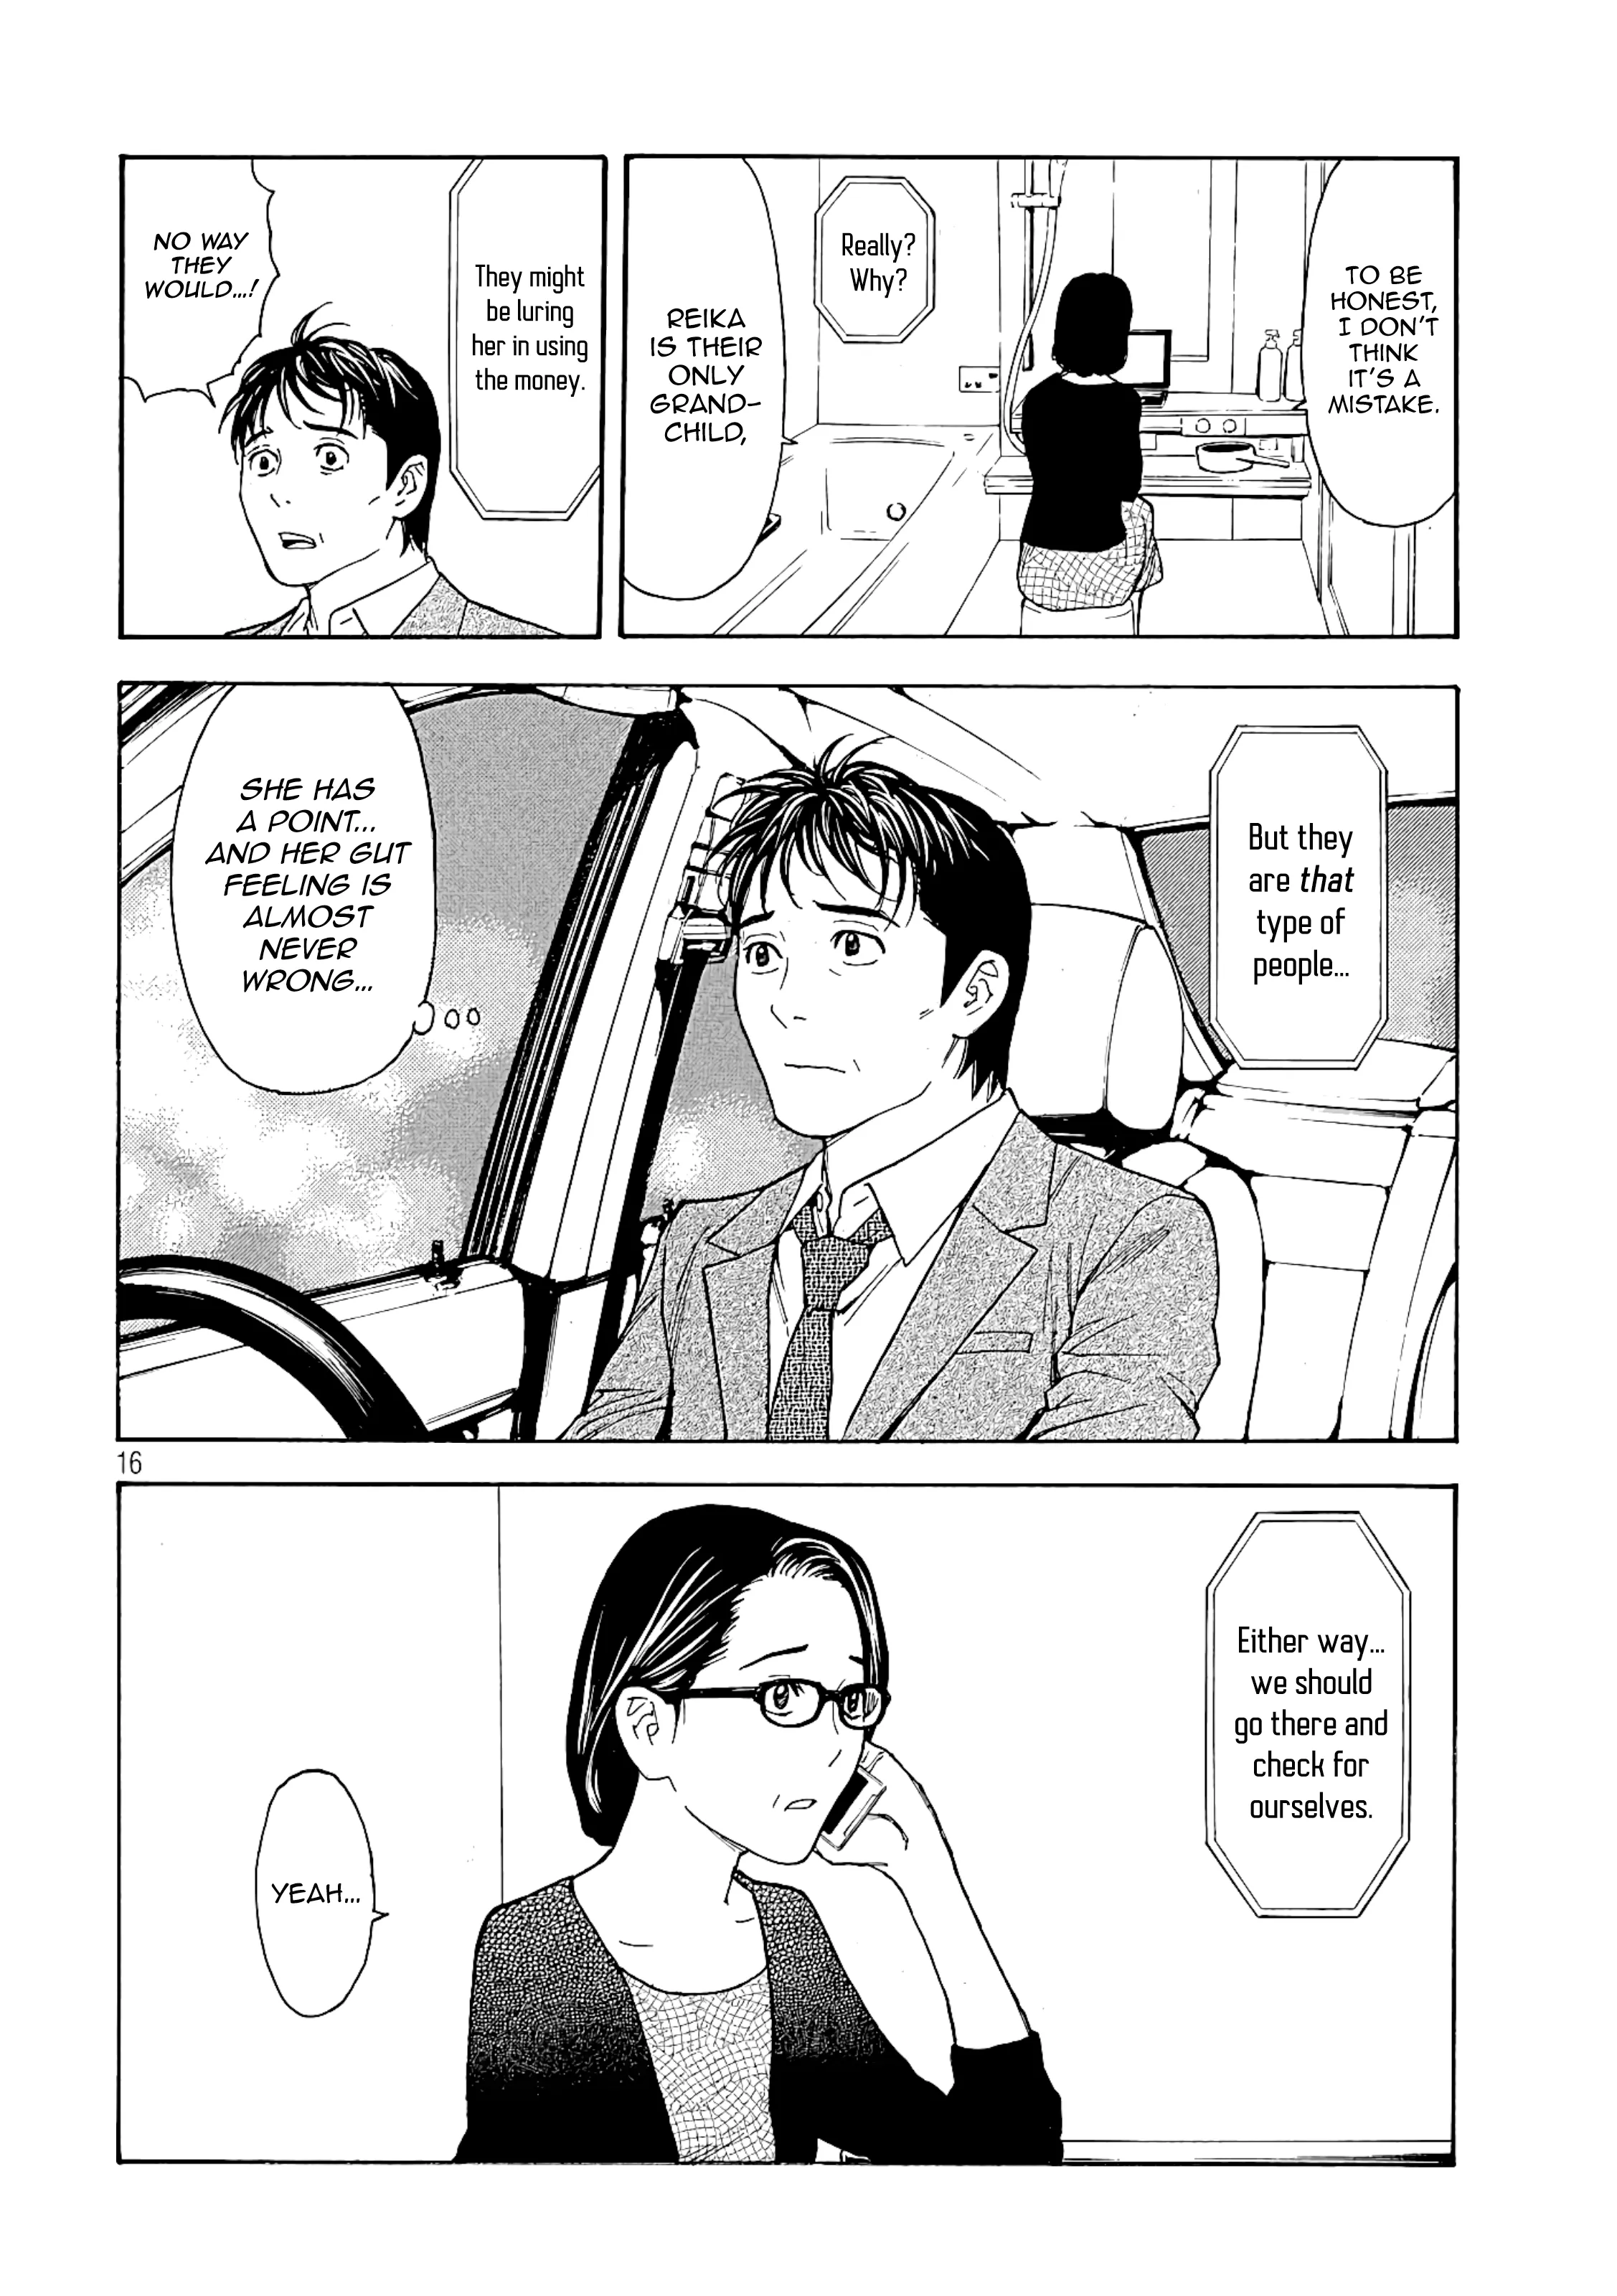 TO BE
HONEST,
I DON'T
THINK
IT'S A
MISTAKE.
Really?
Why?
REIKA
IS THEIR
ONLY
GRAND-
CHILD,
They might
be luring
her in using
the money.
NO WAY
THEY
WOULD...!
But they
are that
type of
people...
SHE HAS
A POINT...
AND HER GUT
FEELING IS
ALMOST
NEVER
WRONG...
16
Either way...
we should
go there and
check for
ourselves.
YEAH...